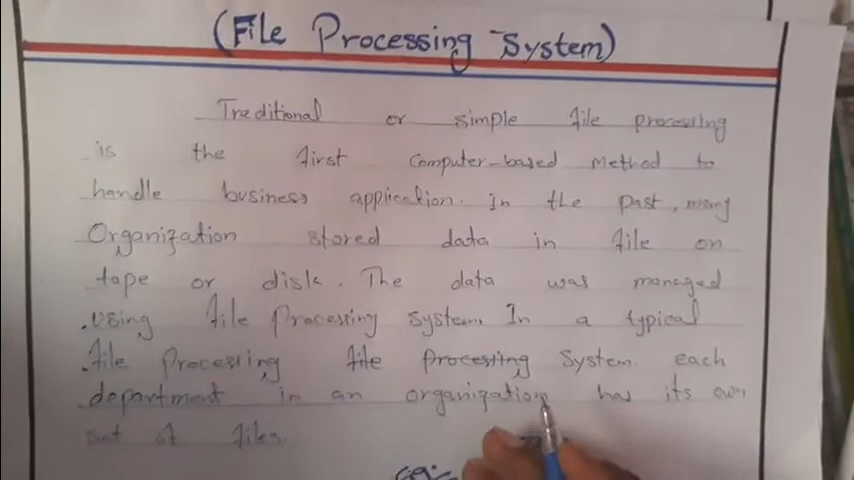 (File Processing System)
Traditional or simple file processing
is the first computer-based Method to
handle business application. In the past, many
Organization stored data in file on
tape or disk. The data was managed
using file Processing system. In a typical
file Processing file processing System each
department in an organization has its own
set of files.